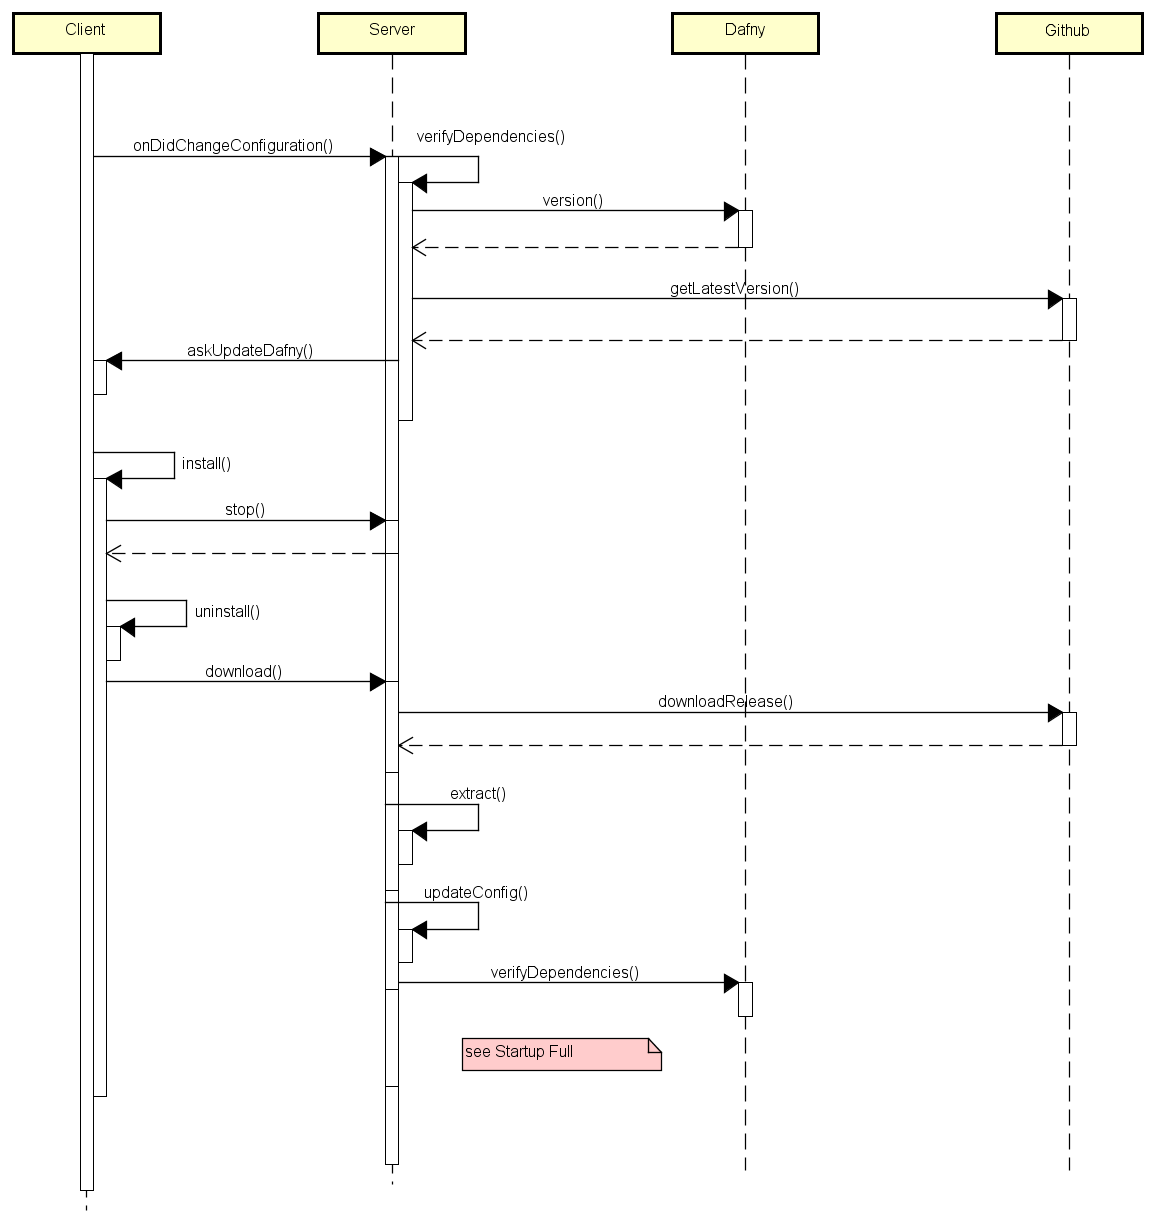 Client
Server
Dafny
Github
verifyDependencies()
onDidChangeConfiguration()
version()
getLatestVersion()
askUpdateDafny()
install()
stop()
uninstall()
download()
downloadRelease()
extract()
updateConfig()
verifyDependencies()
see Startup Full